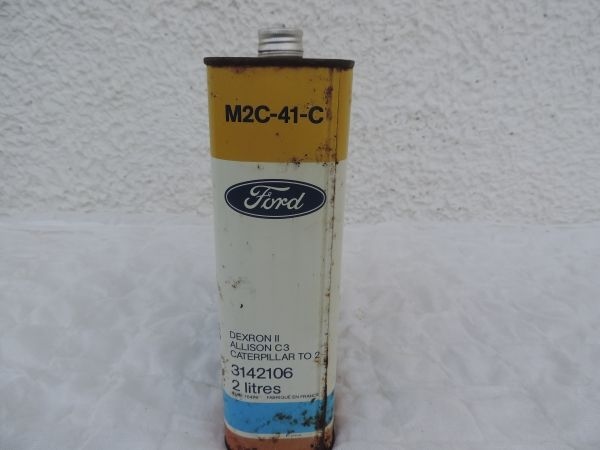 M2C-41-C
Ford
DEXRON II
ALLISON C3
CATERPILLAR TO 2
3142106
2 litres
FABRIQUÉ EN FRANCE